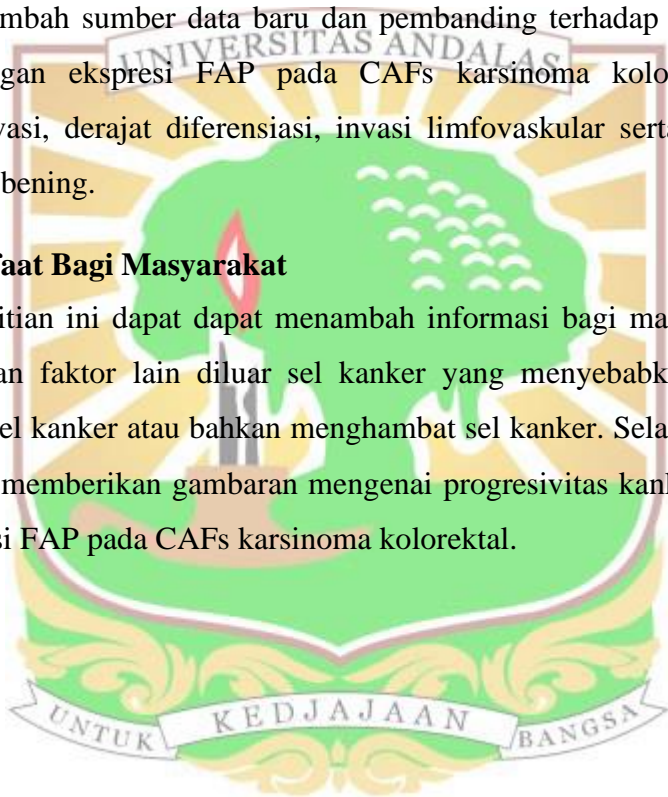 mbah sumber data baru dan pembanding terhadap
UNIVERSITAS ANDALAS
gan ekspresi FAP pada CAFs karsinoma kolo
vasi, derajat diferensiasi, invasi limfovaskular serta
bening.
faat Bagi Masyarakat
itian ini dapat dapat menambah informasi bagi ma
an faktor lain diluar sel kanker yang menyebabk
sel kanker atau bahkan menghambat sel kanker. Sela
memberikan gambaran mengenai progresivitas kank
si FAP pada CAFs karsinoma kolorektal.
UNTUK KEDJAJAAN BANGSA